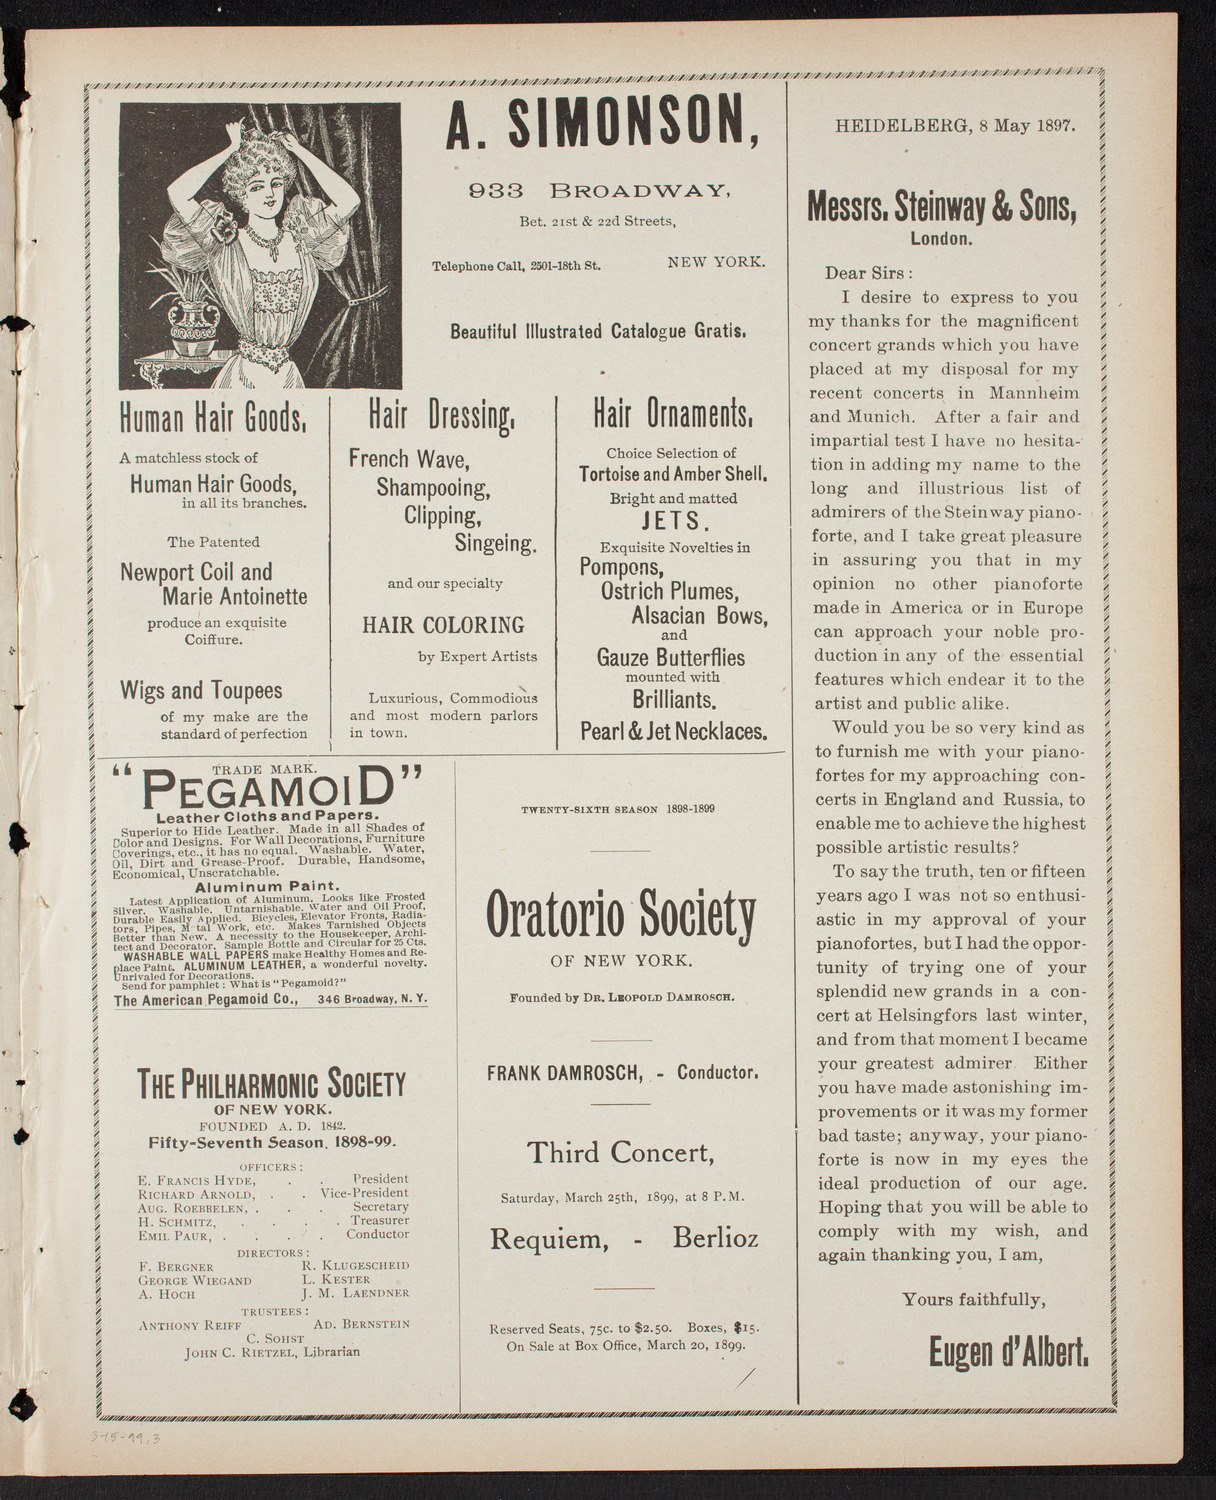 A. SIMONSON,
933 BROADWAY,
Bet. 21st & 22d Streets,
Telephone Call, 2501-18th St. NEW YORK.
Beautiful Illustrated Catalogue Gratis.
Human Hair Goods,
A matchless stock of
Human Hair Goods,
in all its branches.
The Patented
Newport Coil and
Marie Antoinette
produce an exquisite
Coiffure.
Wigs and Toupees
of my make are the
standard of perfection
Hair Dressing,
French Wave,
Shampooing,
Clipping,
Singeing.
and our specialty
HAIR COLORING
by Expert Artists
Luxurious, Commodious
and most modern parlors
in town.
Hair Ornaments,
Choice Selection of
Tortoise and Amber Shell.
Bright and matted
JETS.
Exquisite Novelties in
Pompons,
Ostrich Plumes,
Alsacian Bows,
and
Gauze Butterflies
mounted with
Brilliants.
Pearl & Jet Necklaces.
TRADE MARK.
"PEGAMOID"
Leather Cloths and Papers.
Superior to Hide Leather. Made in all Shades of
Color and Designs. For Wall Decorations, Furniture
Coverings, etc., it has no equal. Washable. Water,
Oil, Dirt and Grease-Proof. Durable, Handsome,
Economical, Unscratchable.
Aluminum Paint.
Latest Application of Aluminum. Looks like Frosted
Silver. Washable. Untarnishable. Water and Oil Proof,
Durable Easily Applied. Bicycles, Elevator Fronts, Radia-
tors, Pipes, M tal Work, etc. Makes Tarnished Objects
Better than New. A necessity to the Housekeeper, Archi-
tect and Decorator. Sample Bottle and Circular for 25 Cts.
WASHABLE WALL PAPERS make Healthy Homes and Re-
place Paint. ALUMINUM LEATHER, a wonderful novelty.
Unrivaled for Decorations.
Send for pamphlet: What is "Pegamoid?"
The American Pegamoid Co., 346 Broadway, N. Y.
THE PHILHARMONIC SOCIETY
OF NEW YORK.
FOUNDED A. D. 1842.
Fifty-Seventh Season, 1898-99.
OFFICERS:
E. FRANCIS HYDE, . . President
RICHARD ARNOLD, . . Vice-President
AUG. ROEBBELEN, . . . Secretary
H. SCHMITZ, . . . . Treasurer
EMIL PAUR, . . . . Conductor
DIRECTORS:
F. BERGNER R. KLUGESCHEID
GEORGE WIEGAND L. KESTER
A. HOCH J. M. LAENDNER
TRUSTEES:
ANTHONY REIFF AD. BERNSTEIN
C. SOHST
JOHN C. RIETZEL, Librarian
TWENTY-SIXTH SEASON 1898-1899
Oratorio Society
OF NEW YORK.
Founded by DR. LEOPOLD DAMROSCH.
FRANK DAMROSCH, - Conductor.
Third Concert,
Saturday, March 25th, 1899, at 8 P.M.
Requiem, - Berlioz
Reserved Seats, 75c. to $2.50. Boxes, $15.
On Sale at Box Office, March 20, 1899.
HEIDELBERG, 8 May 1897.
Messrs. Steinway & Sons,
London.
Dear Sirs:
I desire to express to you
my thanks for the magnificent
concert grands which you have
placed at my disposal for my
recent concerts in Mannheim
and Munich. After a fair and
impartial test I have no hesita-
tion in adding my name to the
long and illustrious list of
admirers of the Steinway piano-
forte, and I take great pleasure
in assuring you that in my
opinion no other pianoforte
made in America or in Europe
can approach your noble pro-
duction in any of the essential
features which endear it to the
artist and public alike.
Would you be so very kind as
to furnish me with your piano-
fortes for my approaching con-
certs in England and Russia, to
enable me to achieve the highest
possible artistic results?
To say the truth, ten or fifteen
years ago I was not so enthusi-
astic in my approval of your
pianofortes, but I had the oppor-
tunity of trying one of your
splendid new grands in a con-
cert at Helsingfors last winter,
and from that moment I became
your greatest admirer. Either
you have made astonishing im-
provements or it was my former
bad taste; anyway, your piano-
forte is now in my eyes the
ideal production of our age.
Hoping that you will be able to
comply with my wish, and
again thanking you, I am,
Yours faithfully,
Eugen d'Albert.
3-15-99,3